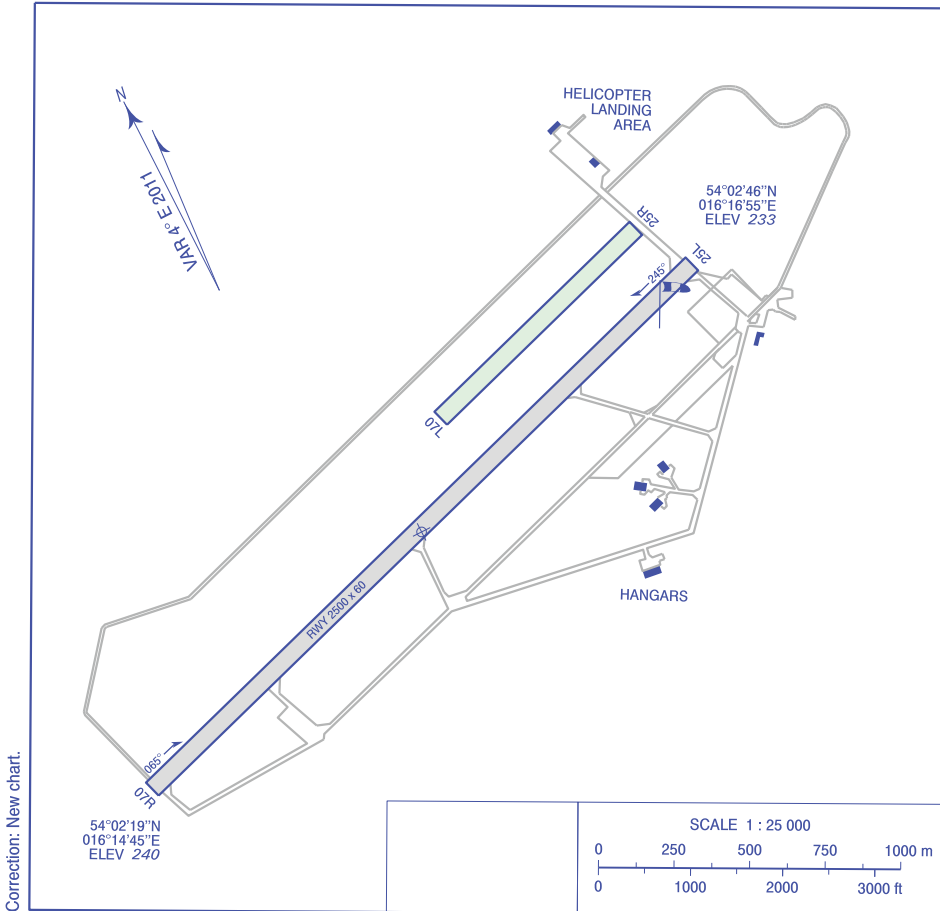 HELICOPTER
LANDING
AREA
N
VAR 4° E 2011
54°02'46"N
016°16'55"E
ELEV 233
25R
25L
245°
07L
RWY 2500 x 60
HANGARS
065°
07R
54°02'19"N
016°14'45"E
ELEV 240
Correction: New chart.
SCALE 1 : 25 000
0 250 500 750 1000 m
0 1000 2000 3000 ft